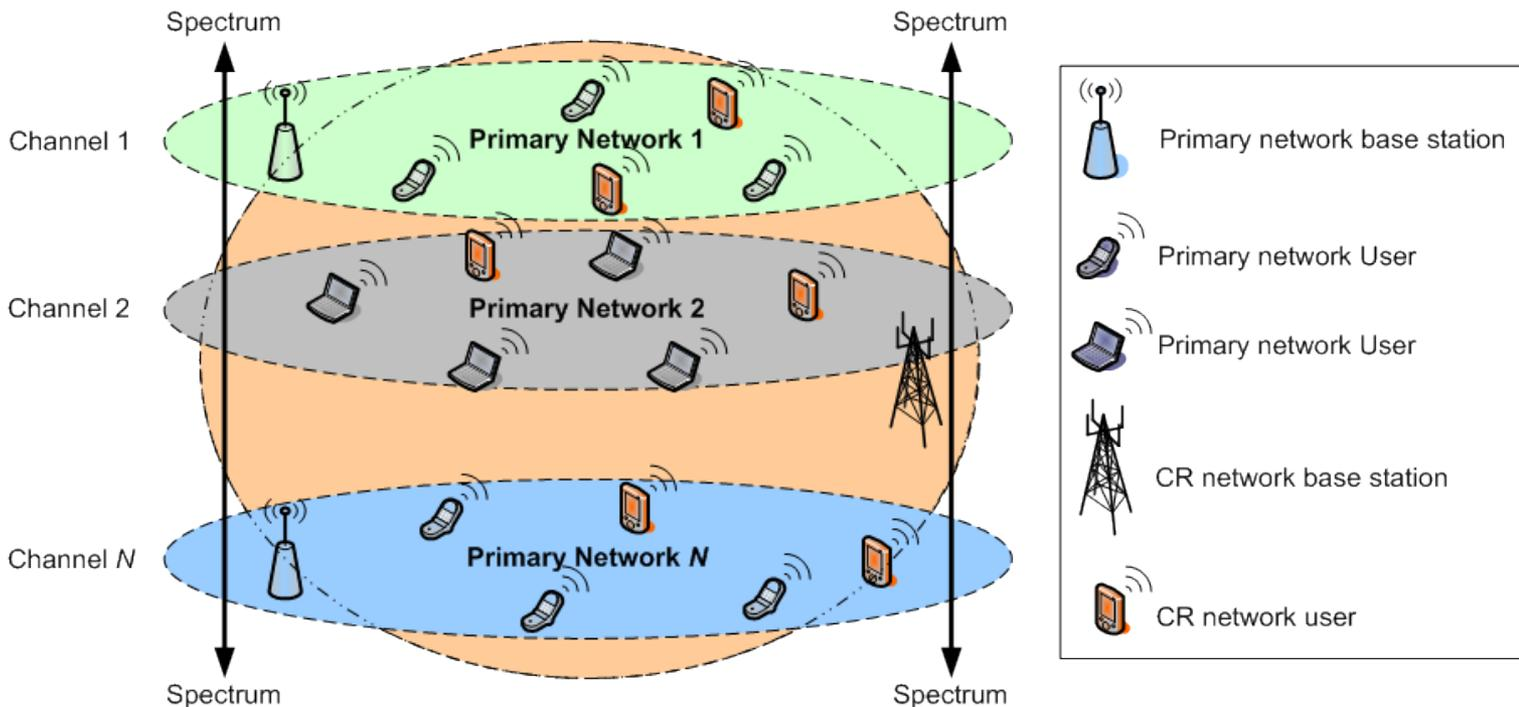 Spectrum
Spectrum
Channel 1
Primary Network 1
Primary network base station
Primary network User
Channel 2
Primary Network 2
Primary network User
CR network base station
Channel N
Primary Network N
CR network user
Spectrum
Spectrum